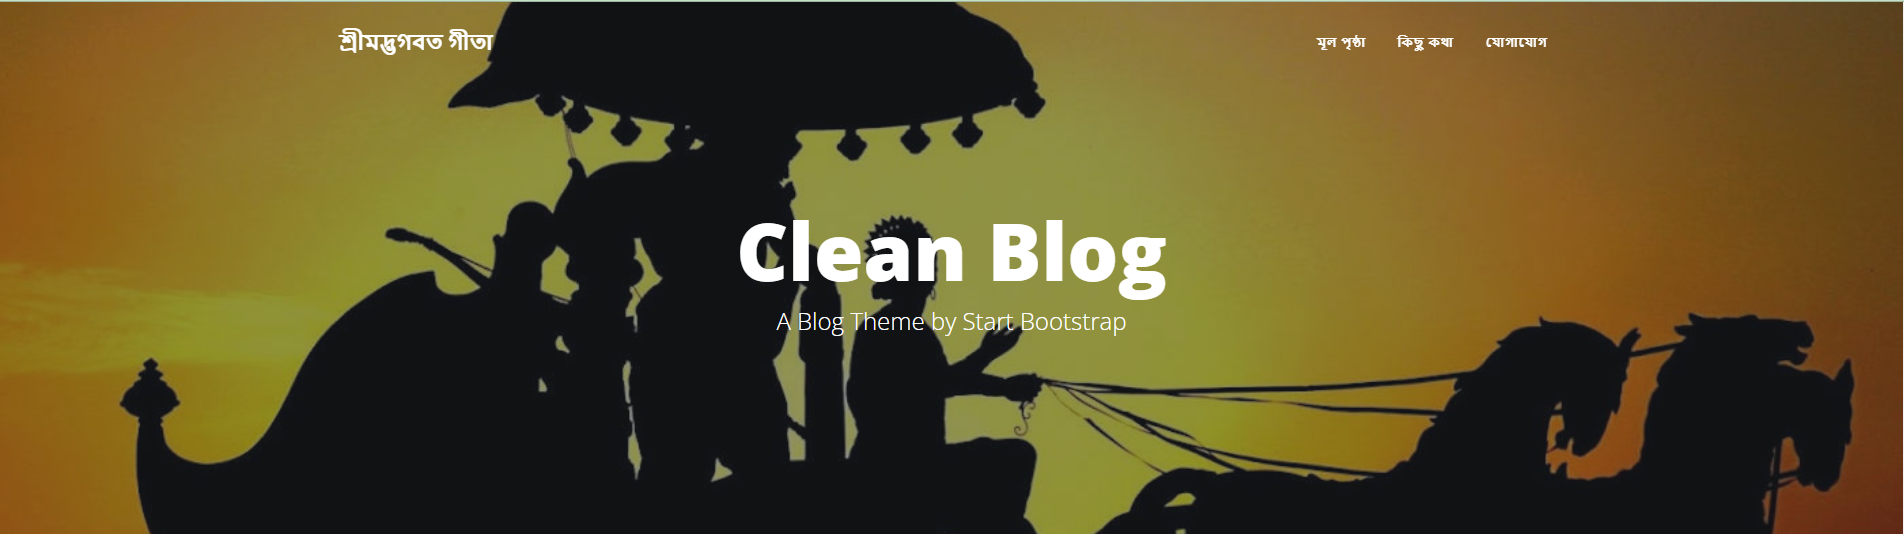 শ্রীমদ্ভগবত গীতা
মূল পৃষ্ঠা কিছু কথা যোগাযোগ
Clean Blog
A Blog Theme by Start Bootstrap